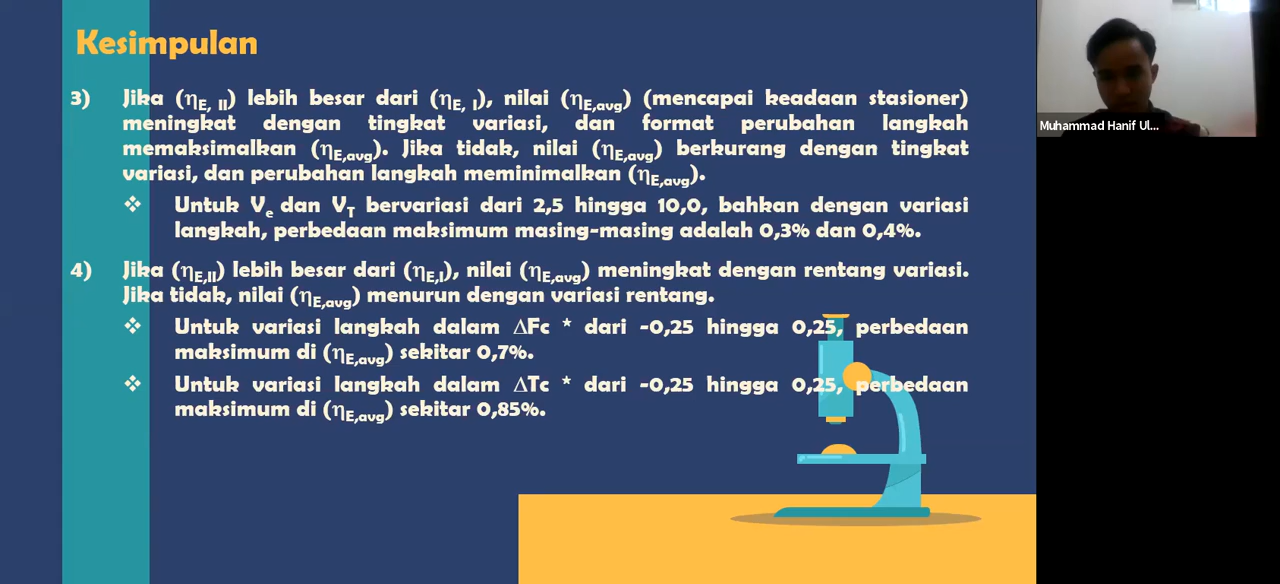 Kesimpulan
3) Jika (ηE, II) lebih besar dari (ηE, I), nilai (ηE,avg) (mencapai keadaan stasioner)
meningkat dengan tingkat variasi, dan format perubahan langkah
memaksimalkan (ηE,avg). Jika tidak, nilai (ηE,avg) berkurang dengan tingkat
variasi, dan perubahan langkah meminimalkan (ηE,avg).
❖ Untuk Ve dan VT bervariasi dari 2,5 hingga 10,0, bahkan dengan variasi
langkah, perbedaan maksimum masing-masing adalah 0,3% dan 0,4%.
4) Jika (ηE,II) lebih besar dari (ηE,I), nilai (ηE,avg) meningkat dengan rentang variasi.
Jika tidak, nilai (ηE,avg) menurun dengan variasi rentang.
❖ Untuk variasi langkah dalam ΔFc * dari -0,25 hingga 0,25, perbedaan
maksimum di (ηE,avg) sekitar 0,7%.
❖ Untuk variasi langkah dalam ΔTc * dari -0,25 hingga 0,25, perbedaan
maksimum di (ηE,avg) sekitar 0,85%.
Muhammad Hanif Ul...